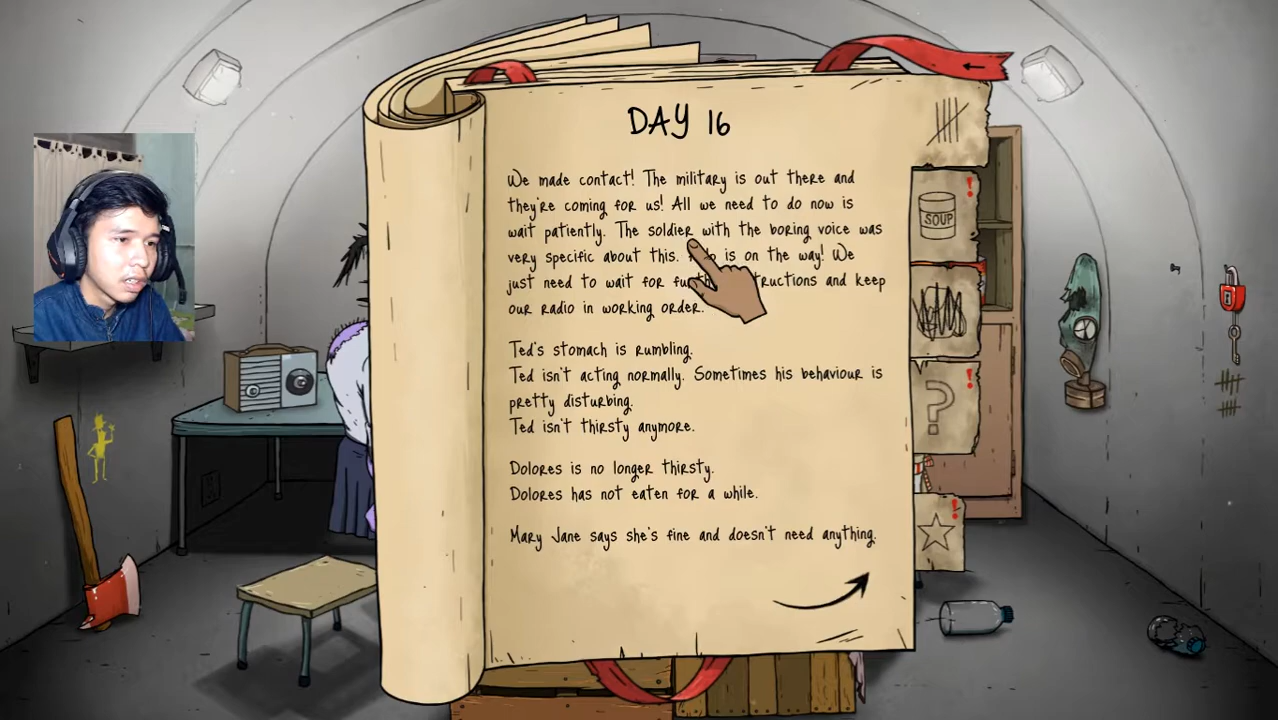 DAY 16
We made contact! The military is out there and
they're coming for us! All we need to do now is
wait patiently. The soldier with the boring voice was
very specific about this. is on the way! We
just need to wait for and keep
our radio in working order.
Ted's stomach is rumbling.
Ted isn't acting normally. Sometimes his behaviour is
pretty disturbing.
Ted isn't thirsty anymore.
Dolores is no longer thirsty.
Dolores has not eaten for a while.
Mary Jane says she's fine and doesn't need anything.
!
SOUP
!
?
!